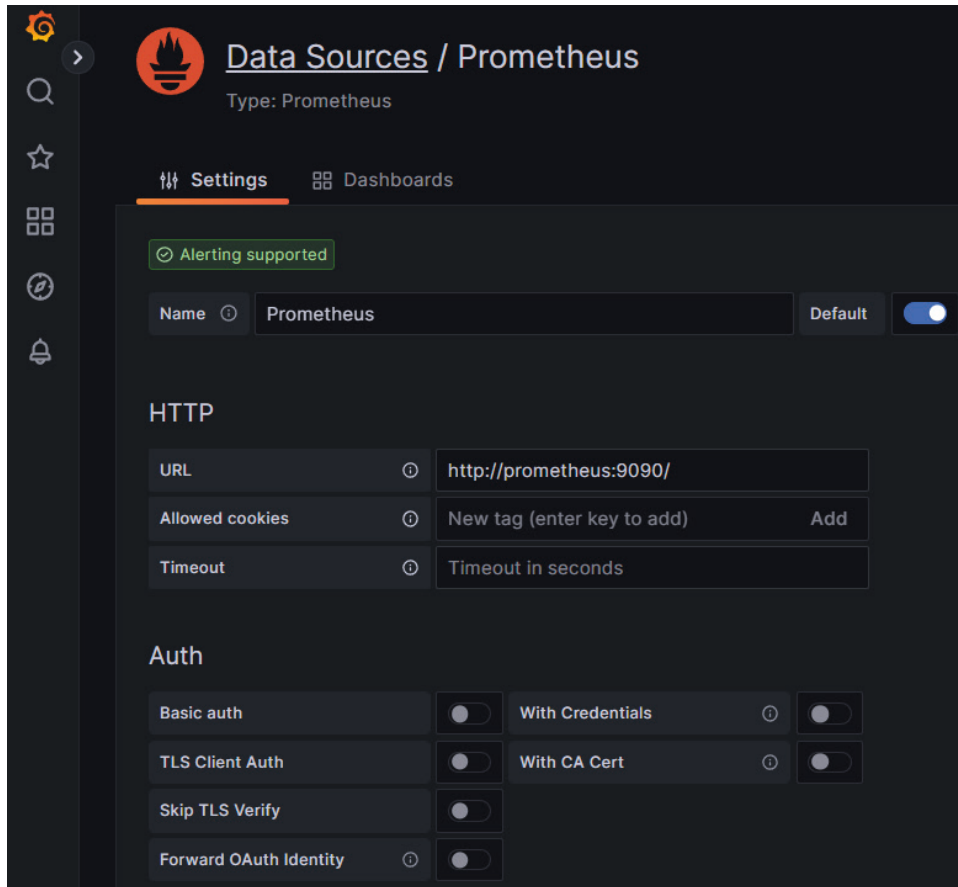 Data Sources / Prometheus
Type: Prometheus
Settings Dashboards
Alerting supported
Name Prometheus Default
HTTP
URL http://prometheus:9090/
Allowed cookies New tag (enter key to add) Add
Timeout Timeout in seconds
Auth
Basic auth With Credentials
TLS Client Auth With CA Cert
Skip TLS Verify
Forward OAuth Identity